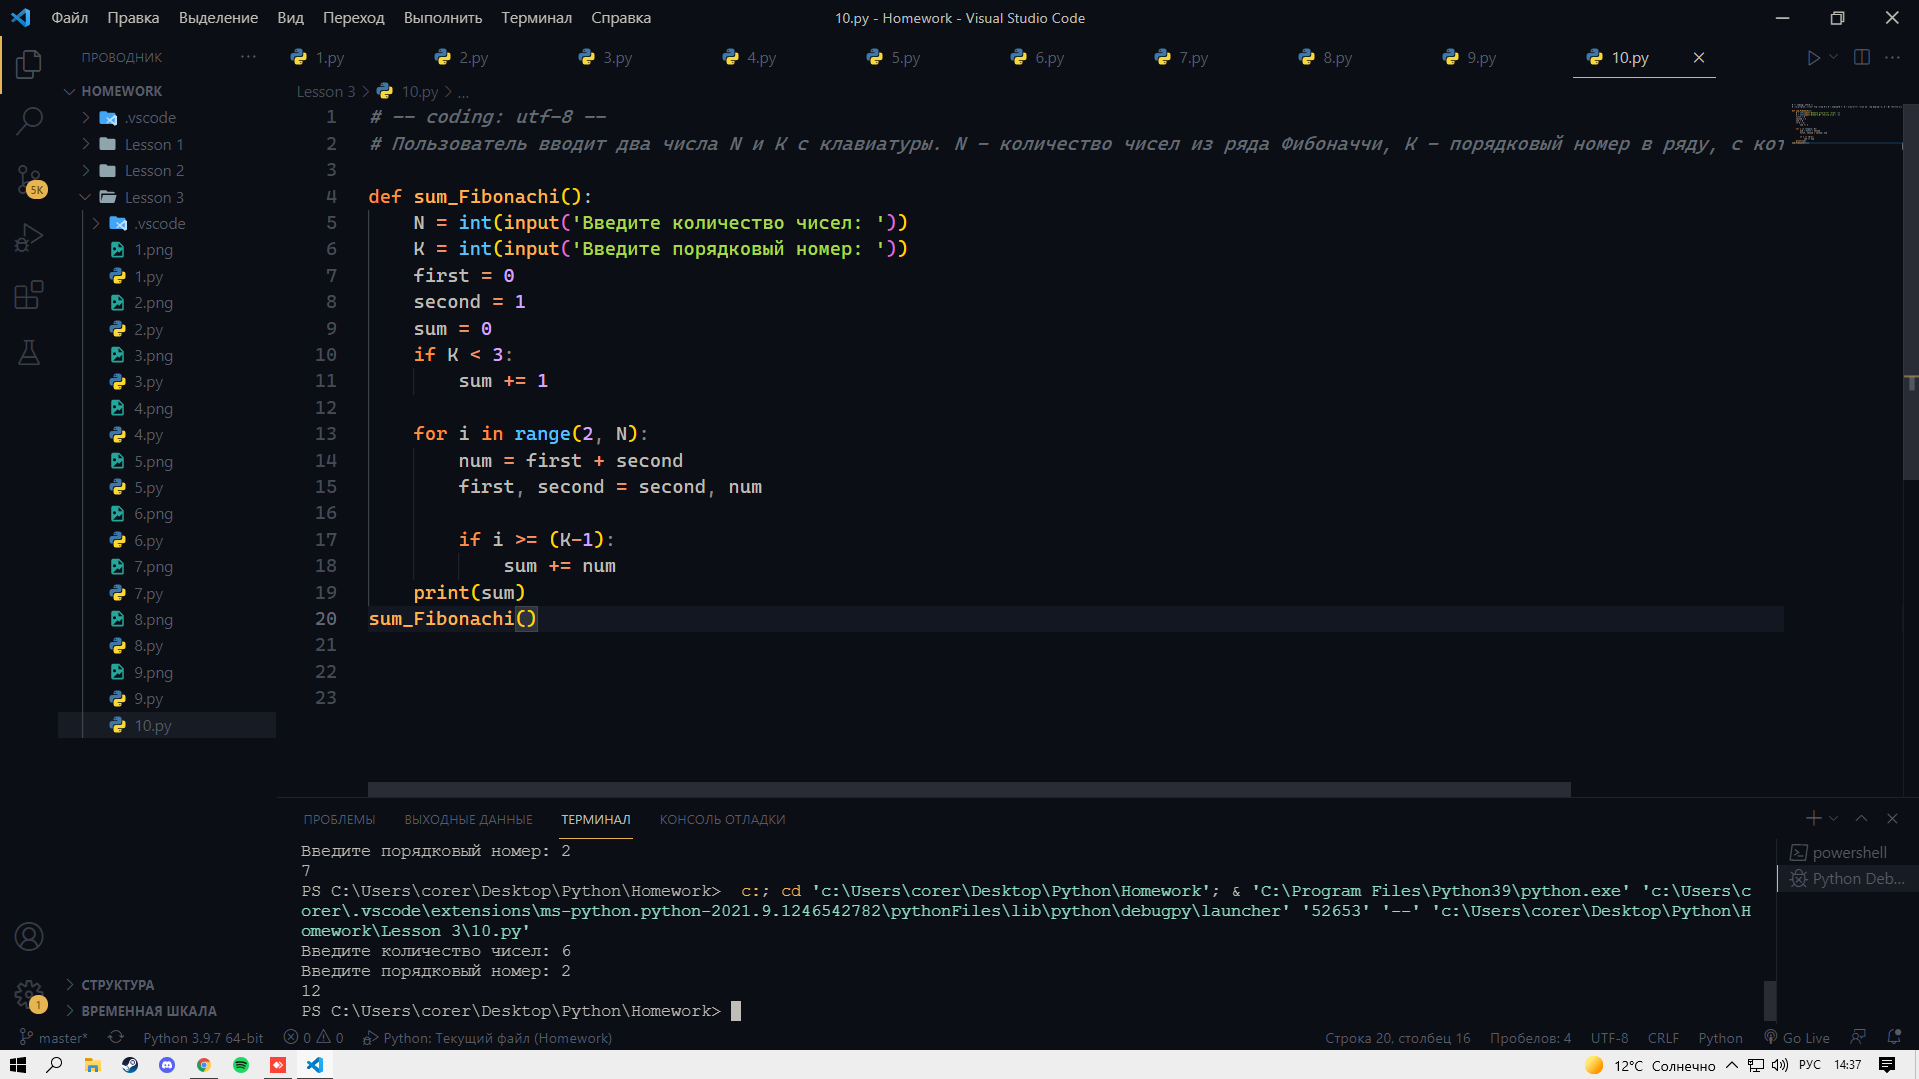 Файл Правка Выделение Вид Переход Выполнить Терминал Справка
10.py - Homework - Visual Studio Code
ПРОВОДНИК
1.py 2.py 3.py 4.py 5.py 6.py 7.py 8.py 9.py 10.py
HOMEWORK
.vscode
Lesson 1
Lesson 2
Lesson 3
.vscode
1.png
1.py
2.png
2.py
3.png
3.py
4.png
4.py
5.png
5.py
6.png
6.py
7.png
7.py
8.png
8.py
9.png
9.py
10.py
5K
1
СТРУКТУРА
ВРЕМЕННАЯ ШКАЛА
Lesson 3 > 10.py > ...
1 # -- coding: utf-8 --
2 # Пользователь вводит два числа N и K с клавиатуры. N - количество чисел из ряда Фибоначчи, K - порядковый номер в ряду, с кот
3
4 def sum_Fibonachi():
5 N = int(input('Введите количество чисел: '))
6 K = int(input('Введите порядковый номер: '))
7 first = 0
8 second = 1
9 sum = 0
10 if K < 3:
11 sum += 1
12
13 for i in range(2, N):
14 num = first + second
15 first, second = second, num
16
17 if i >= (K-1):
18 sum += num
19 print(sum)
20 sum_Fibonachi()
21
22
23
ПРОБЛЕМЫ ВЫХОДНЫЕ ДАННЫЕ ТЕРМИНАЛ КОНСОЛЬ ОТЛАДКИ
Введите порядковый номер: 2
7
PS C:\Users\corer\Desktop\Python\Homework> c:; cd 'c:\Users\corer\Desktop\Python\Homework'; & 'C:\Program Files\Python39\python.exe' 'c:\Users\c
orer\.vscode\extensions\ms-python.python-2021.9.1246542782\pythonFiles\lib\python\debugpy\launcher' '52653' '--' 'c:\Users\corer\Desktop\Python\H
omework\Lesson 3\10.py'
Введите количество чисел: 6
Введите порядковый номер: 2
12
PS C:\Users\corer\Desktop\Python\Homework>
powershell
Python Deb...
master* Python 3.9.7 64-bit 0 0 Python: Текущий файл (Homework)
Строка 20, столбец 16 Пробелов: 4 UTF-8 CRLF Python Go Live
12°C Солнечно РУС 14:37